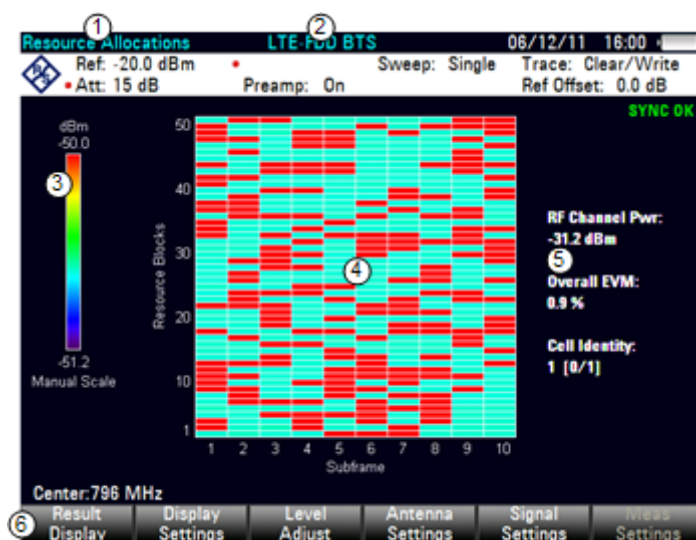 1 2
Resource Allocations LTE-FDD BTS 06/12/11 16:00
Ref: -20.0 dBm Sweep: Single Trace: Clear/Write
Att: 15 dB Preamp: On Ref Offset: 0.0 dB
SYNC OK
dBm
-50.0
3
-51.2
Manual Scale
Resource Blocks
50
40
30
20
10
1
4
1 2 3 4 5 6 7 8 9 10
Subframe
RF Channel Pwr:
-31.2 dBm
5
Overall EVM:
0.9 %
Cell Identity:
1 [0/1]
Center:796 MHz
6
Result Display
Display Settings
Level Adjust
Antenna Settings
Signal Settings
Meas Settings